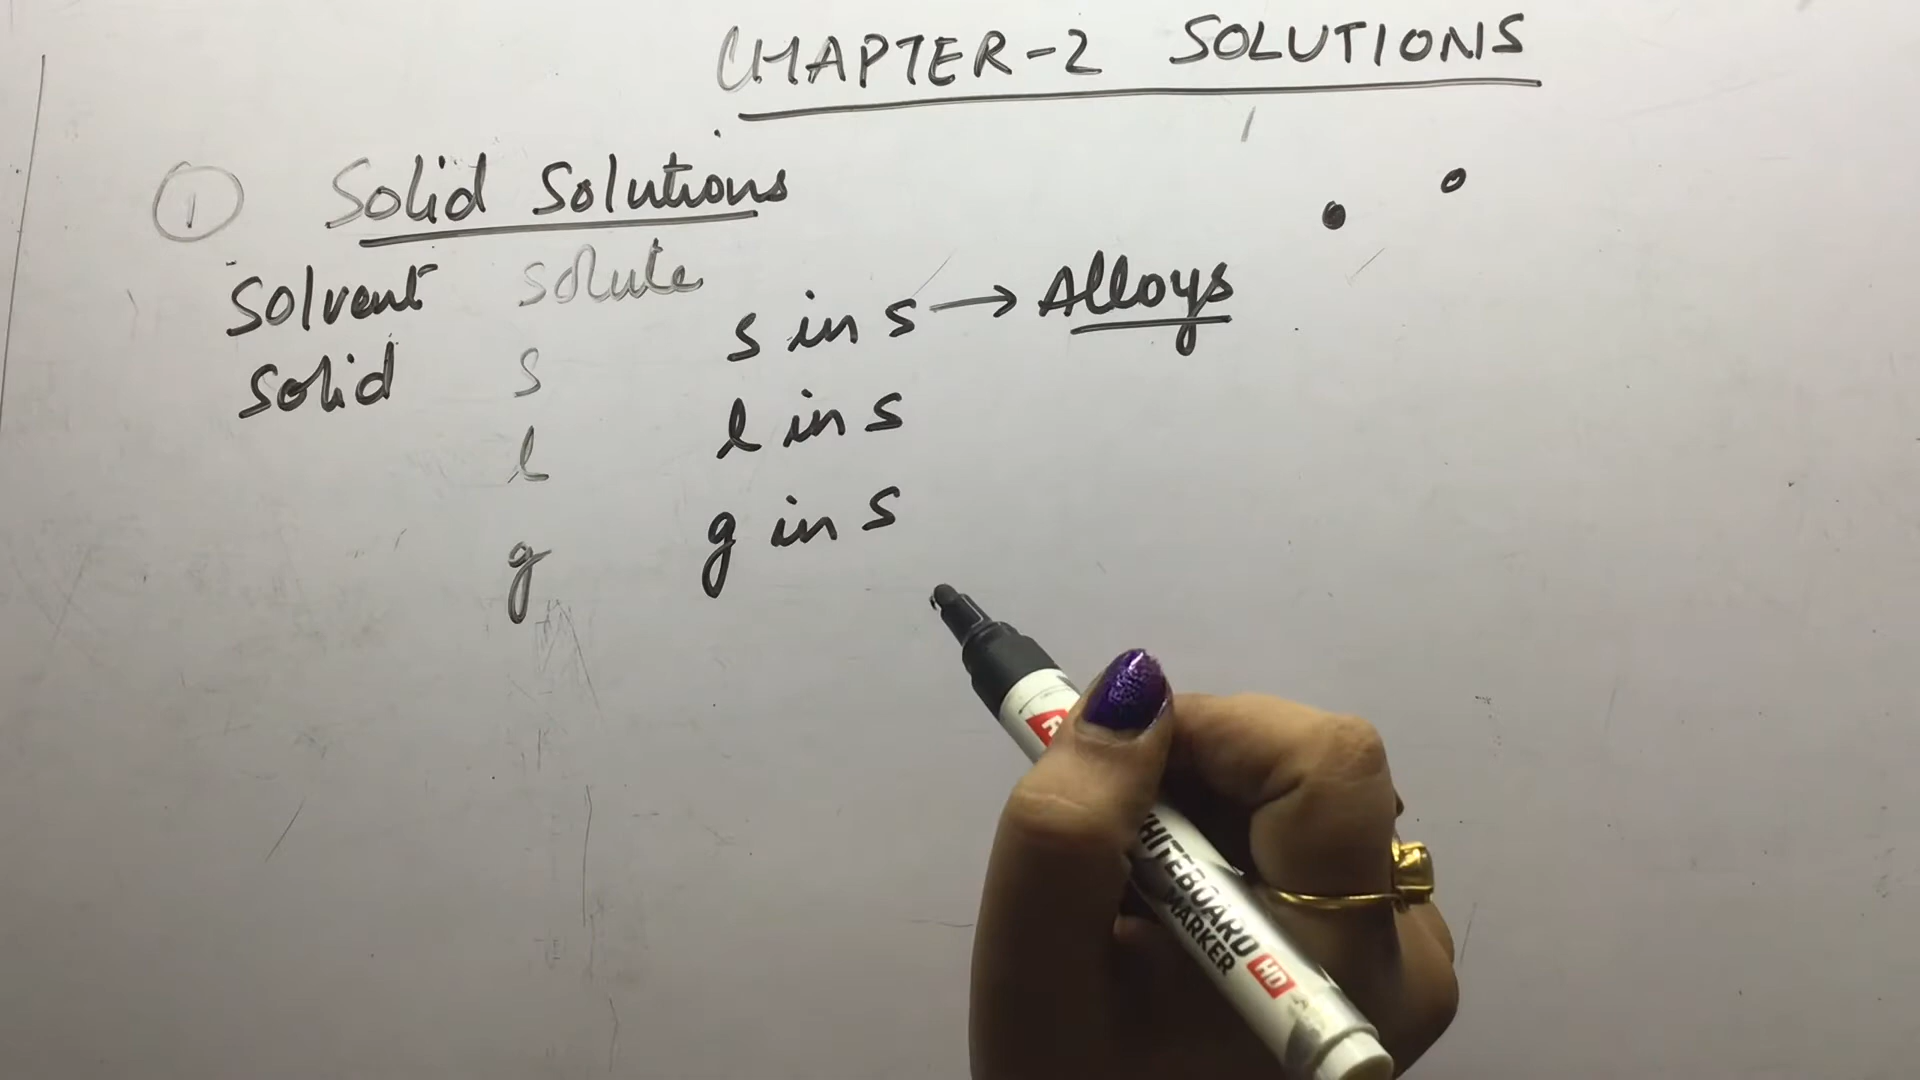 CHAPTER-2 SOLUTIONS
1 Solid Solutions
Solvent Solute
s in s → Alloys
Solid s
l in s
l
g in s
g
WHITEBOARD
MARKER HD